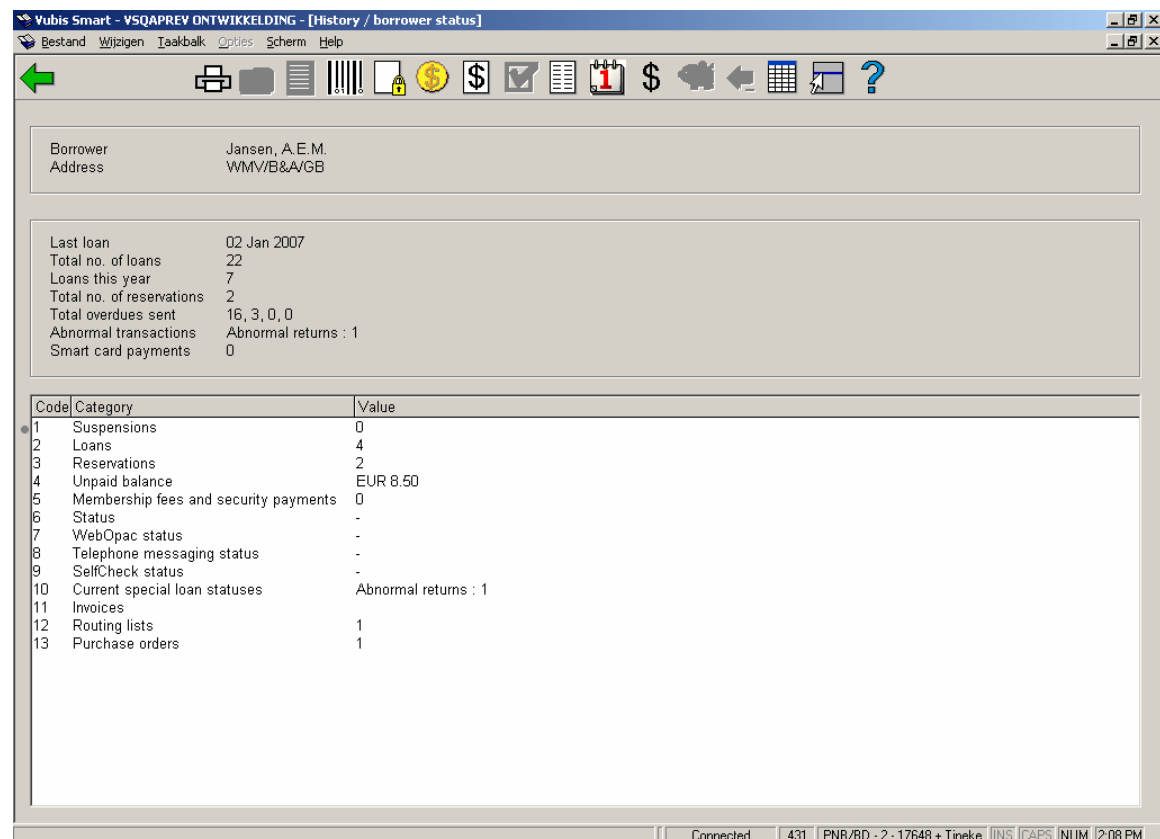 Vubis Smart - VSQAPREV ONTWIKKELDING - [History / borrower status]
Bestand Wijzigen Taakbalk Opties Scherm Help
Borrower Jansen, A.E.M.
Address WMV/B&A/GB
Last loan 02 Jan 2007
Total no. of loans 22
Loans this year 7
Total no. of reservations 2
Total overdues sent 16, 3, 0, 0
Abnormal transactions Abnormal returns : 1
Smart card payments 0
Code Category Value
1 Suspensions 0
2 Loans 4
3 Reservations 2
4 Unpaid balance EUR 8.50
5 Membership fees and security payments 0
6 Status -
7 WebOpac status -
8 Telephone messaging status -
9 SelfCheck status -
10 Current special loan statuses Abnormal returns : 1
11 Invoices
12 Routing lists 1
13 Purchase orders 1
Connected 431 PNB/BD - 2 - 17648 + Tineke INS CAPS NUM 2:08 PM